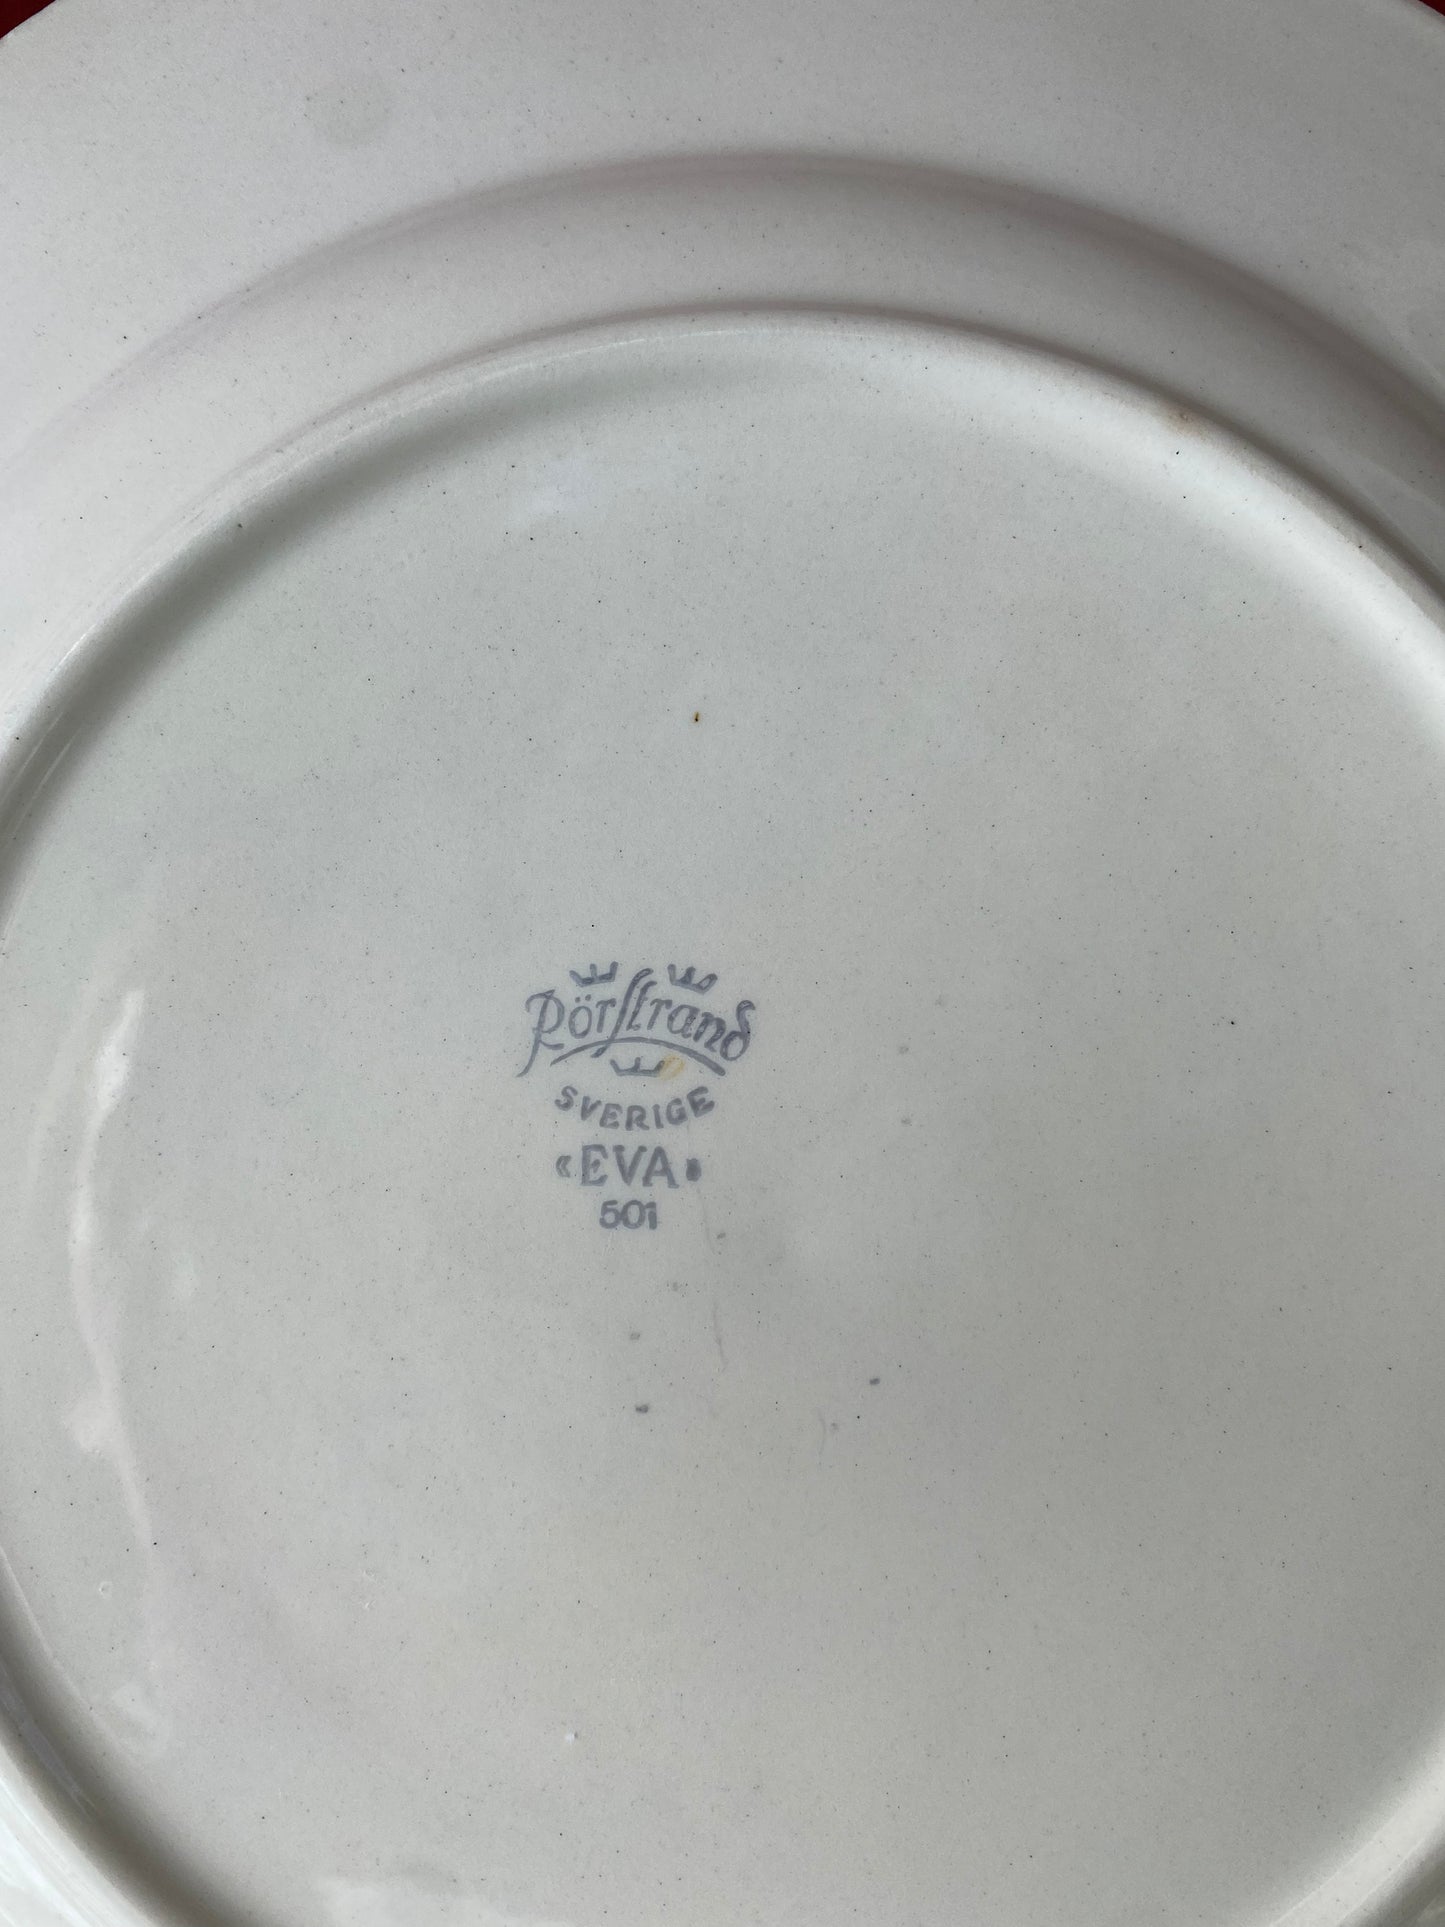 Rörstrand
SVERIGE
«EVA»
501